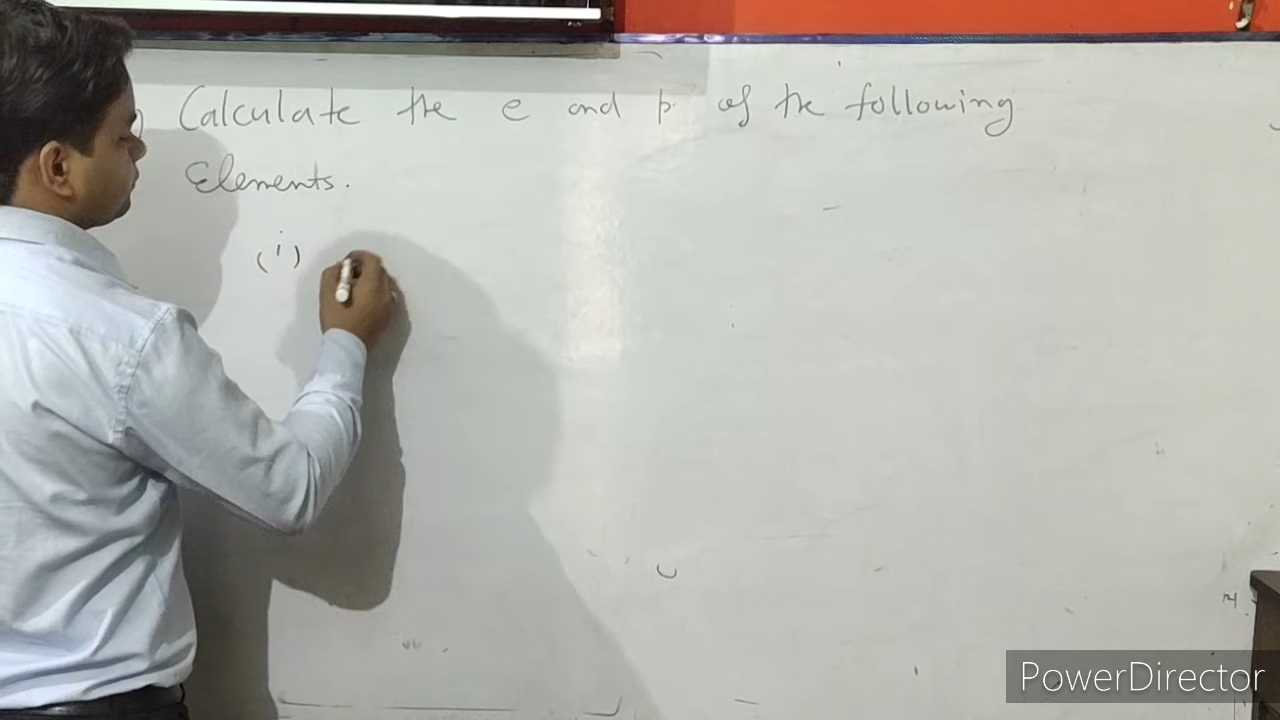 Calculate the e and p of the following
Elements.
(i)
PowerDirector